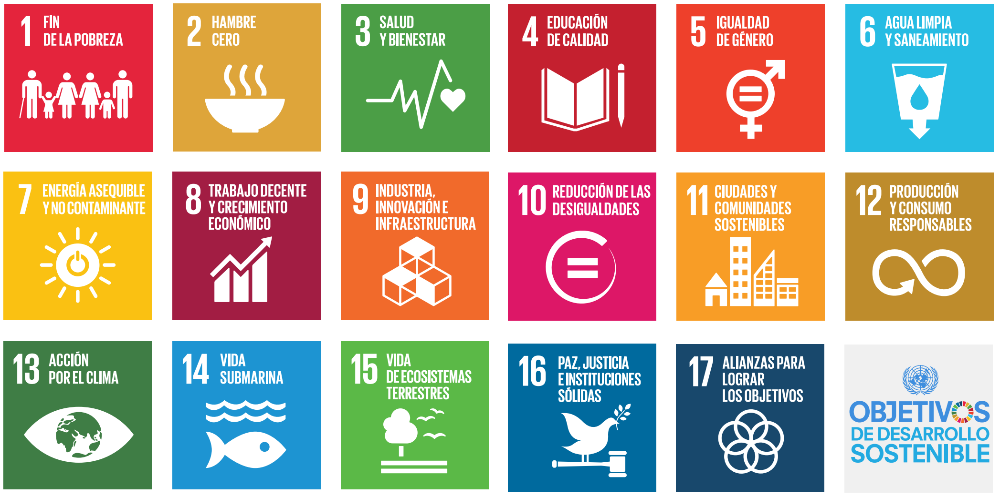 1 FIN
DE LA POBREZA
2 HAMBRE
CERO
3 SALUD
Y BIENESTAR
4 EDUCACIÓN
DE CALIDAD
5 IGUALDAD
DE GÉNERO
6 AGUA LIMPIA
Y SANEAMIENTO
7 ENERGÍA ASEQUIBLE
Y NO CONTAMINANTE
8 TRABAJO DECENTE
Y CRECIMIENTO
ECONÓMICO
9 INDUSTRIA,
INNOVACIÓN E
INFRAESTRUCTURA
10 REDUCCIÓN DE LAS
DESIGUALDADES
11 CIUDADES Y
COMUNIDADES
SOSTENIBLES
12 PRODUCCIÓN
Y CONSUMO
RESPONSABLES
13 ACCIÓN
POR EL CLIMA
14 VIDA
SUBMARINA
15 VIDA
DE ECOSISTEMAS
TERRESTRES
16 PAZ, JUSTICIA
E INSTITUCIONES
SÓLIDAS
17 ALIANZAS PARA
LOGRAR
LOS OBJETIVOS
OBJETIVOS
DE DESARROLLO
SOSTENIBLE